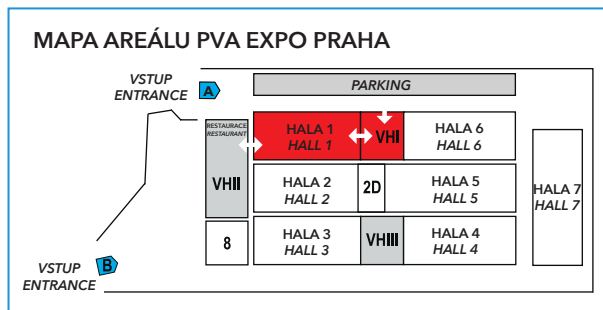 MAPA AREÁLU PVA EXPO PRAHA
VSTUP
ENTRANCE
A
PARKING
RESTAURACE
RESTAURANT
HALA 1
HALL 1
VHI
HALA 6
HALL 6
VHII
HALA 2
HALL 2
2D
HALA 5
HALL 5
HALA 7
HALL 7
8
HALA 3
HALL 3
VHIII
HALA 4
HALL 4
VSTUP
ENTRANCE
B